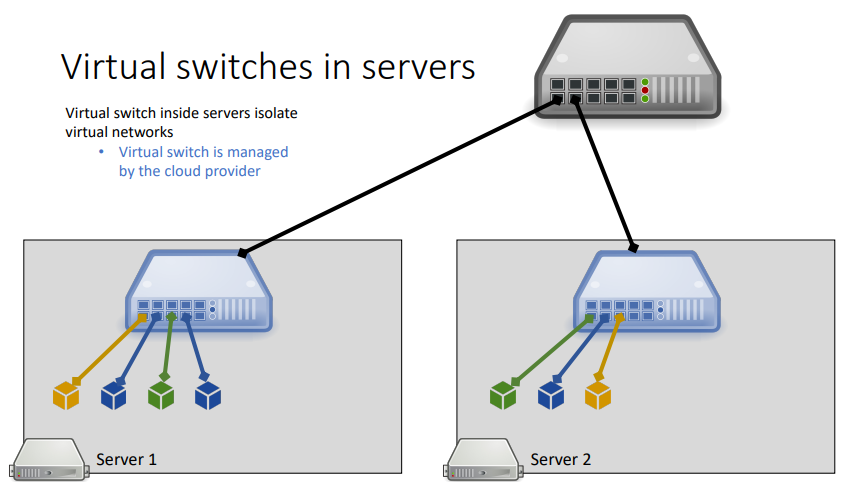 Virtual switches in servers
Virtual switch inside servers isolate
virtual networks
• Virtual switch is managed
by the cloud provider
Server 1
Server 2